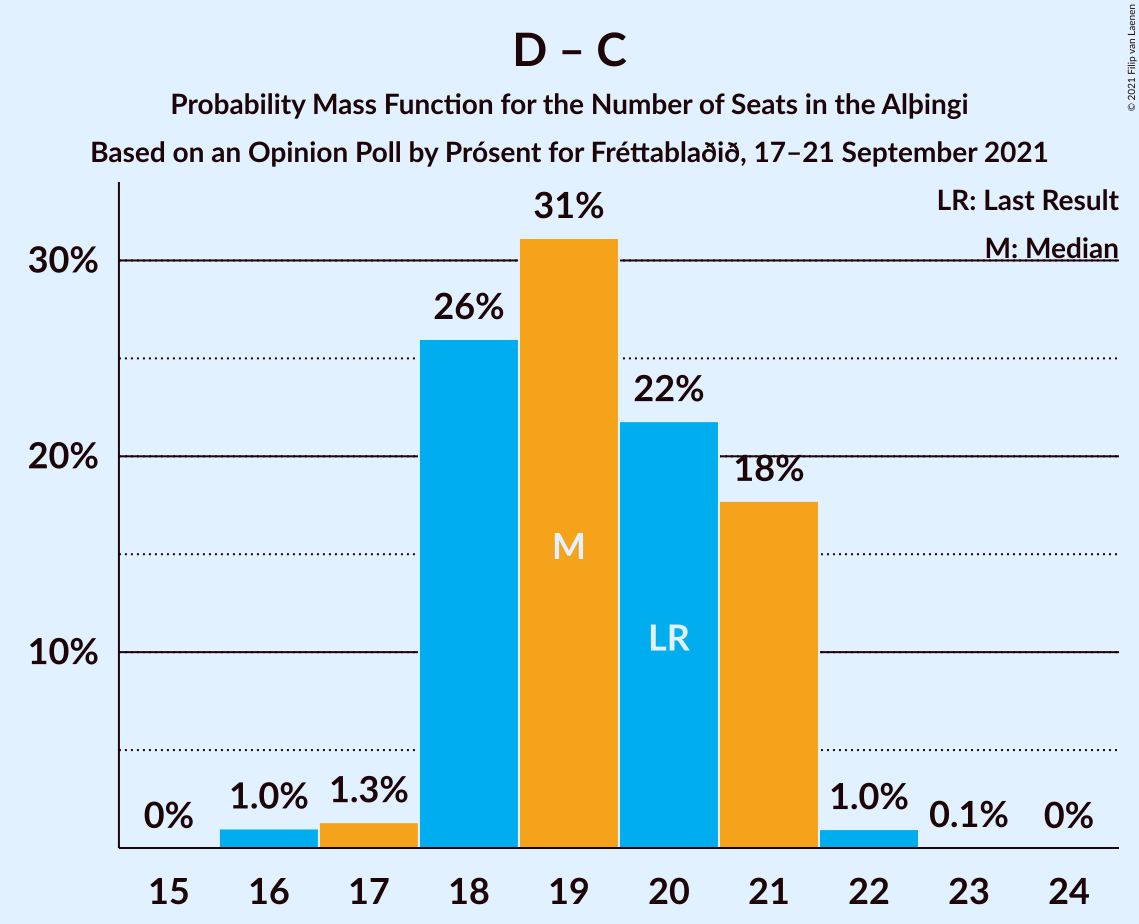 D – C
Probability Mass Function for the Number of Seats in the Alþingi
Based on an Opinion Poll by Prósent for Fréttablaðið, 17–21 September 2021
© 2021 Filip van Laenen
LR: Last Result
M: Median
30%
20%
10%
0%
1.0%
1.3%
26%
31%
22%
18%
1.0%
0.1%
0%
M
LR
15 16 17 18 19 20 21 22 23 24